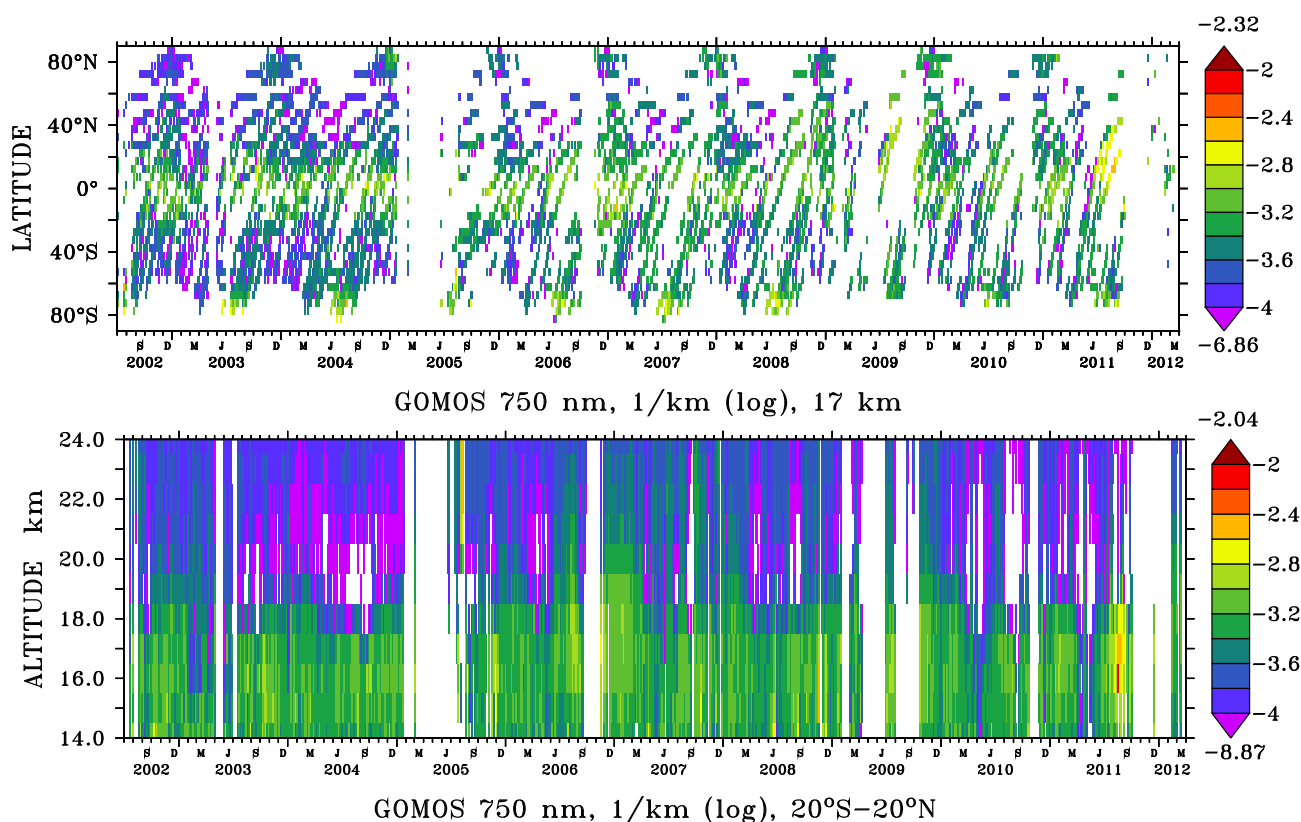 -2.32
80°N
40°N
0°
40°S
80°S
LATITUDE
-2
-2.4
-2.8
-3.2
-3.6
-4
-6.86
S D M J S D M J S D M J S D M J S D M J S D M J S D M J S D M J S D M J S D M
2002 2003 2004 2005 2006 2007 2008 2009 2010 2011 2012
GOMOS 750 nm, 1/km (log), 17 km
-2.04
24.0
22.0
20.0
18.0
16.0
14.0
ALTITUDE km
-2
-2.4
-2.8
-3.2
-3.6
-4
-8.87
S D M J S D M J S D M J S D M J S D M J S D M J S D M J S D M J S D M J S D M
2002 2003 2004 2005 2006 2007 2008 2009 2010 2011 2012
GOMOS 750 nm, 1/km (log), 20°S-20°N